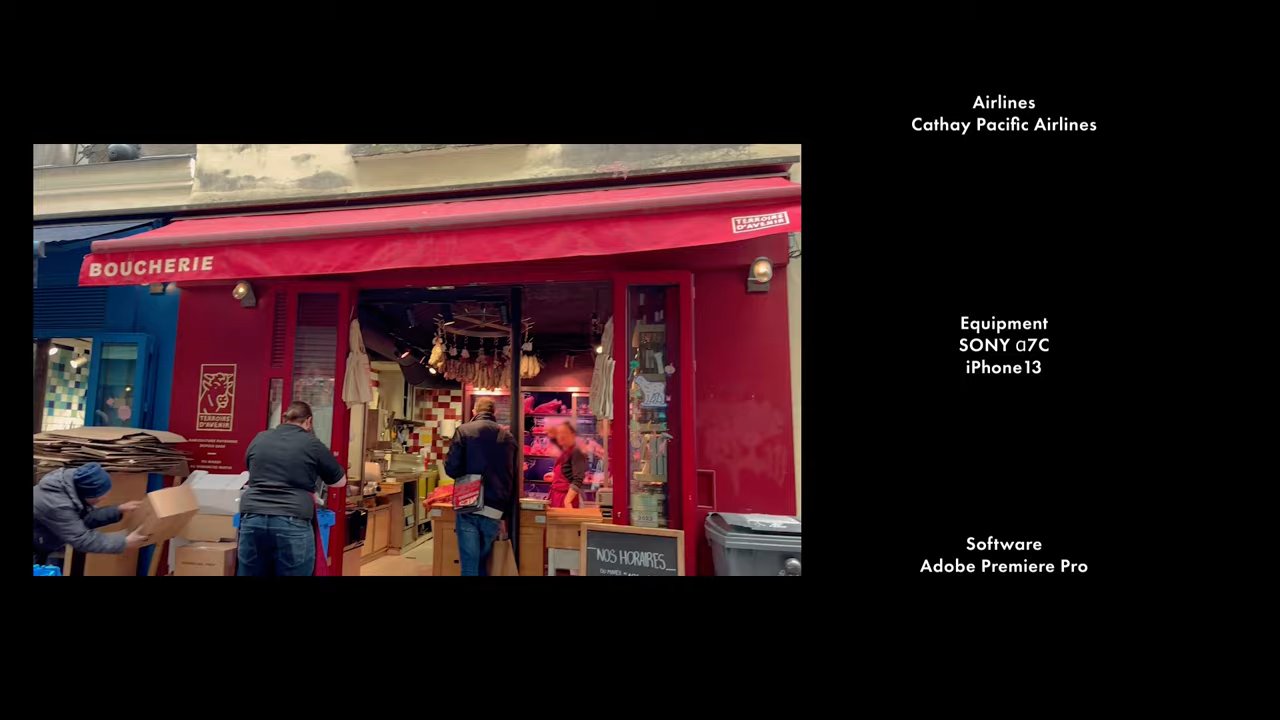 Airlines
Cathay Pacific Airlines
TERROIRS
D'AVENIR
BOUCHERIE
Equipment
SONY α7C
iPhone13
TERROIRS
D'AVENIR
NOS HORAIRES
Software
Adobe Premiere Pro